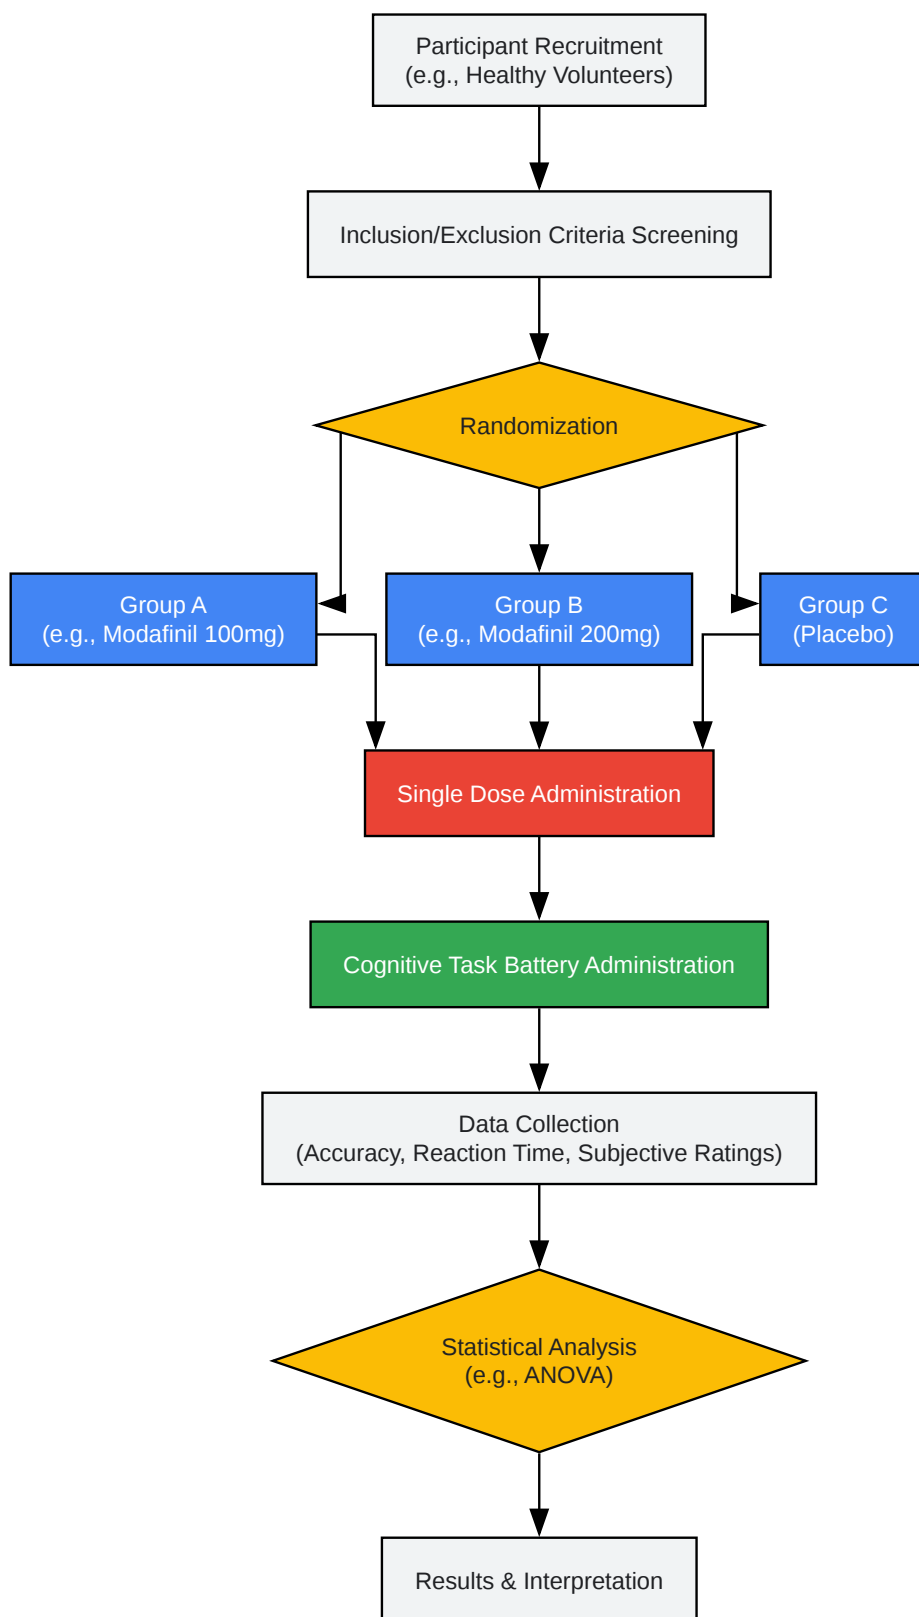 Participant Recruitment
(e.g., Healthy Volunteers)
Inclusion/Exclusion Criteria Screening
Randomization
Group A
(e.g., Modafinil 100mg)
Group B
(e.g., Modafinil 200mg)
Group C
(Placebo)
Single Dose Administration
Cognitive Task Battery Administration
Data Collection
(Accuracy, Reaction Time, Subjective Ratings)
Statistical Analysis
(e.g., ANOVA)
Results & Interpretation